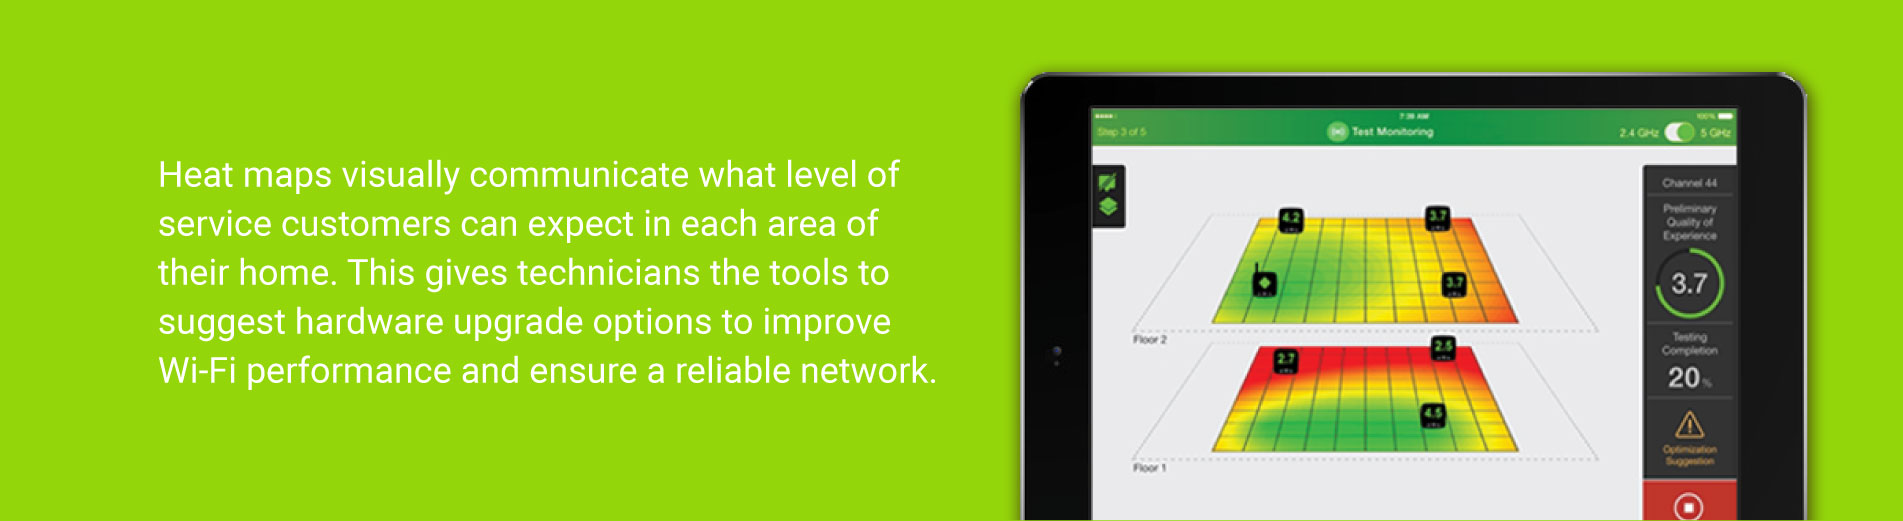 Heat maps visually communicate what level of
service customers can expect in each area of
their home. This gives technicians the tools to
suggest hardware upgrade options to improve
Wi-Fi performance and ensure a reliable network.
7:39 AM
100%
Step 3 of 5
Test Monitoring
2.4 GHz
5 GHz
Channel 44
Preliminary
Quality of
Experience
3.7
Testing
Completion
20 %
Optimization
Suggestion
4.2
3.7
3.7
Floor 2
2.7
2.5
4.5
Floor 1